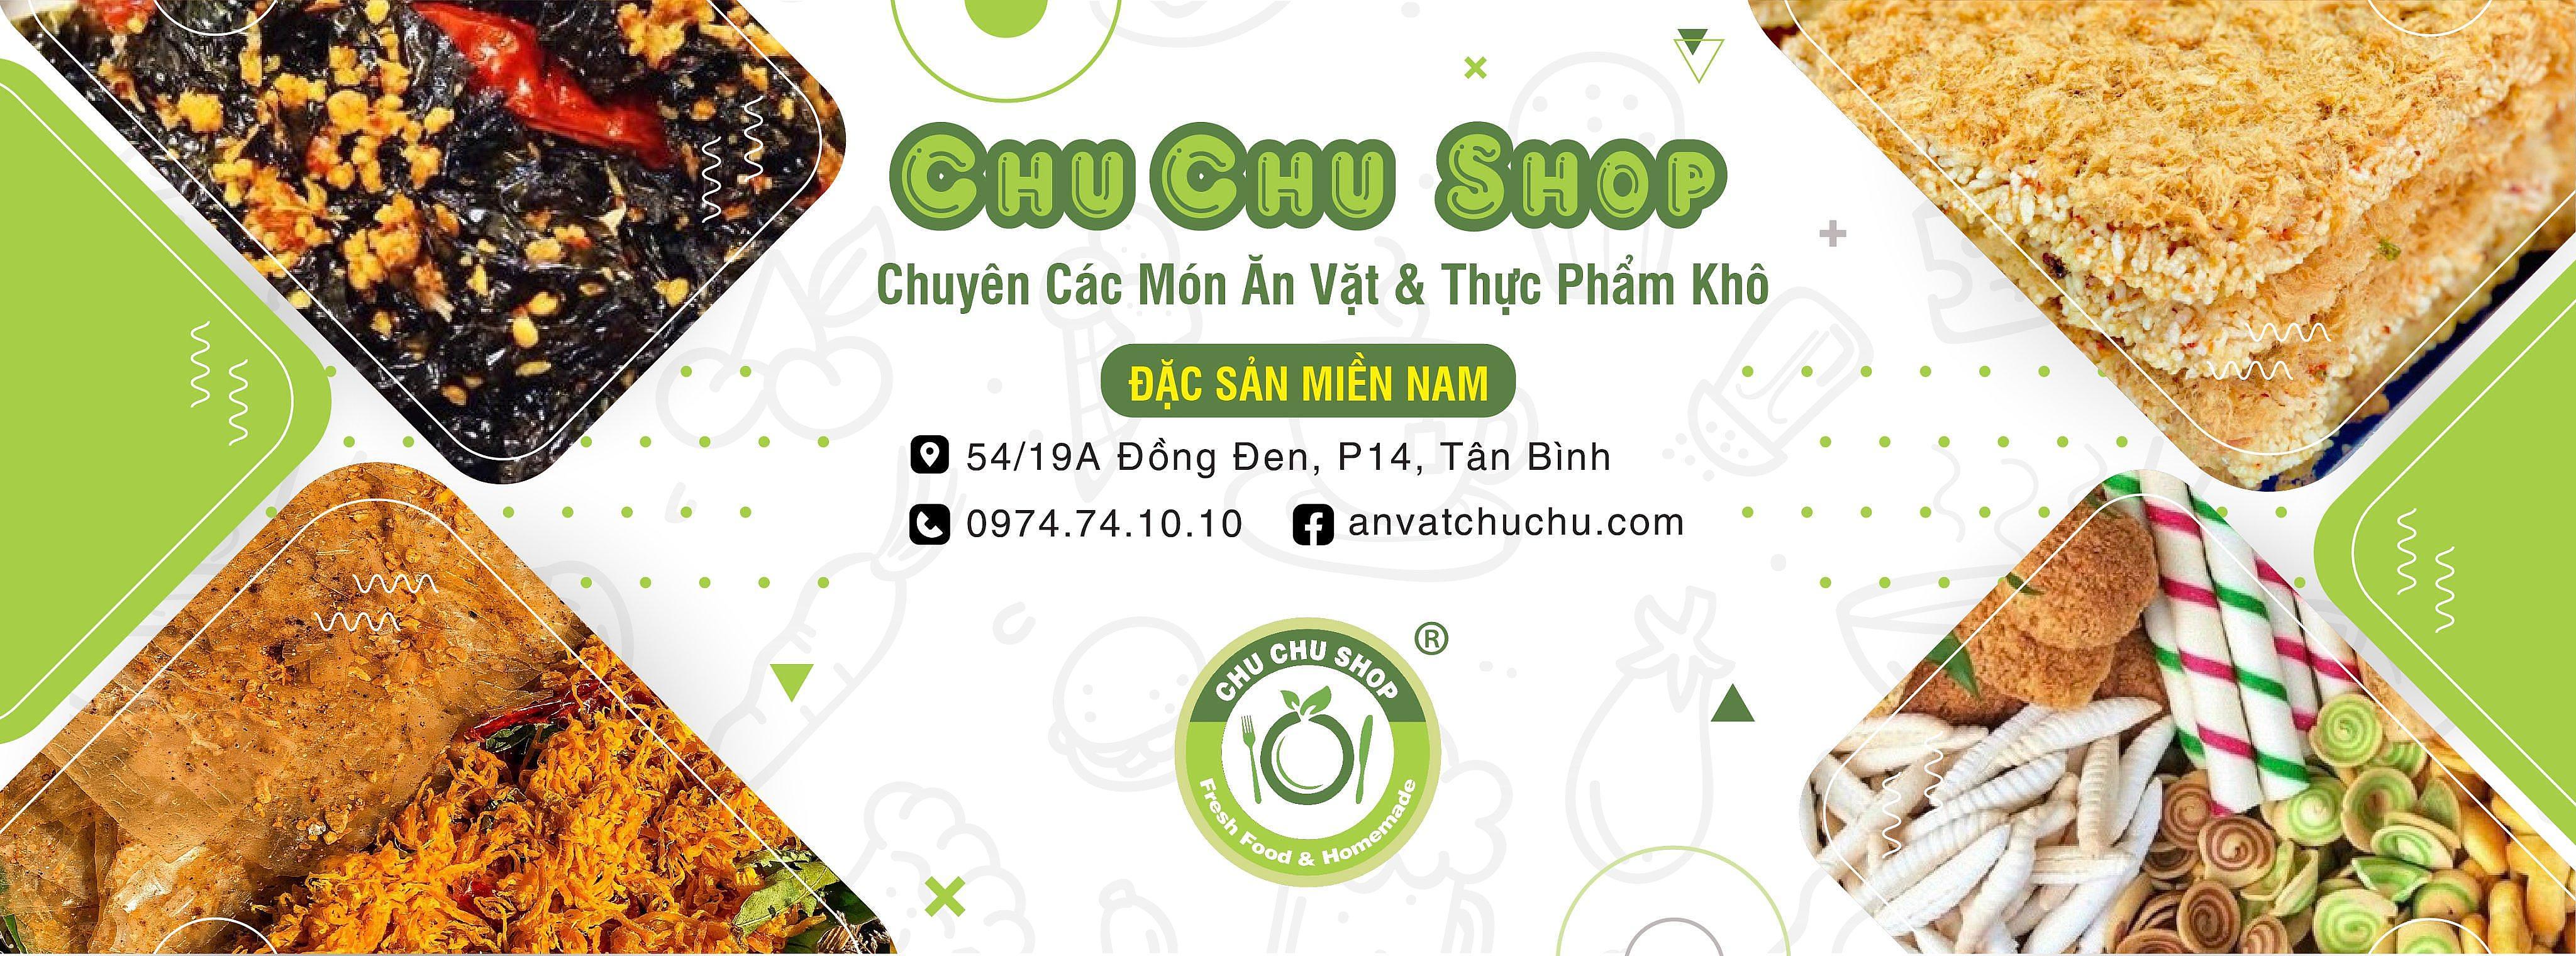 CHU CHU SHOP
Chuyên Các Món Ăn Vặt & Thực Phẩm Khô
ĐẶC SẢN MIỀN NAM
54/19A Đồng Đen, P14, Tân Bình
0974.74.10.10 anvatchuchu.com
®
CHU CHU SHOP
Fresh Food & Homemade